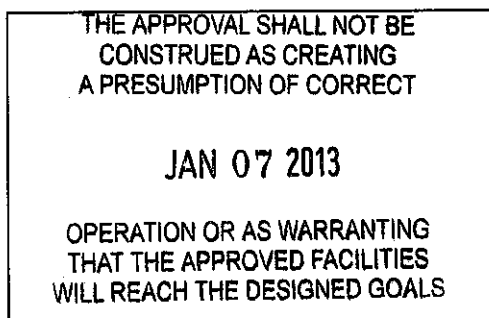 THE APPROVAL SHALL NOT BE
CONSTRUED AS CREATING
A PRESUMPTION OF CORRECT
JAN 07 2013
OPERATION OR AS WARRANTING
THAT THE APPROVED FACILITIES
WILL REACH THE DESIGNED GOALS